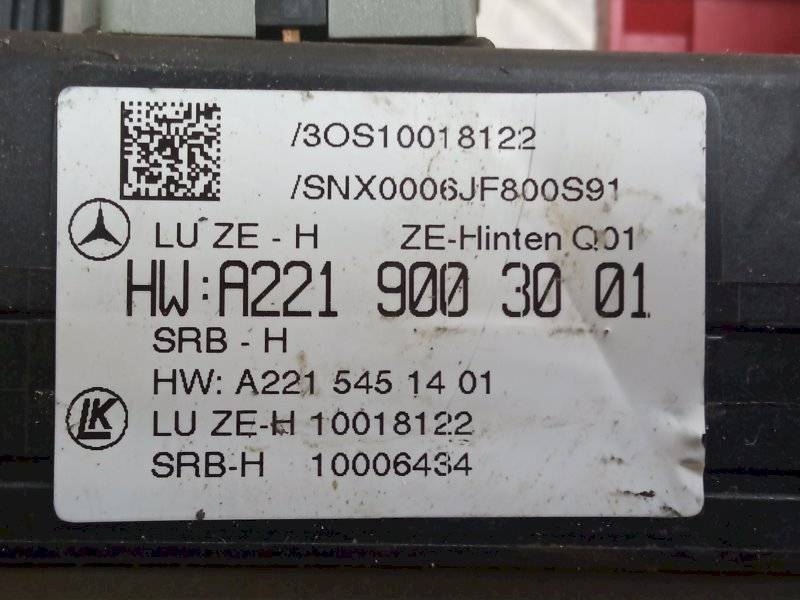 /3OS10018122
/SNX0006JF800S91
LU ZE - H ZE-Hinten Q01
HW:A221 900 30 01
SRB - H
HW: A221 545 14 01
LK
LU ZE-H 10018122
SRB-H 10006434